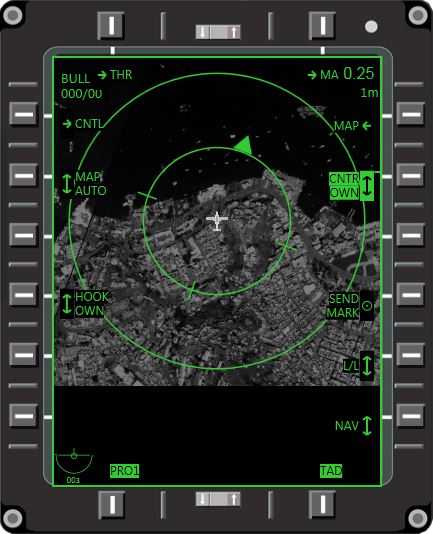 BULL
000/00
→ THR
→ MA 0.25
1m
→ CNTL
MAP ←
MAP
AUTO
CNTR
OWN
HOOK
OWN
SEND
MARK
L/L
NAV
003
PRO1
TAD